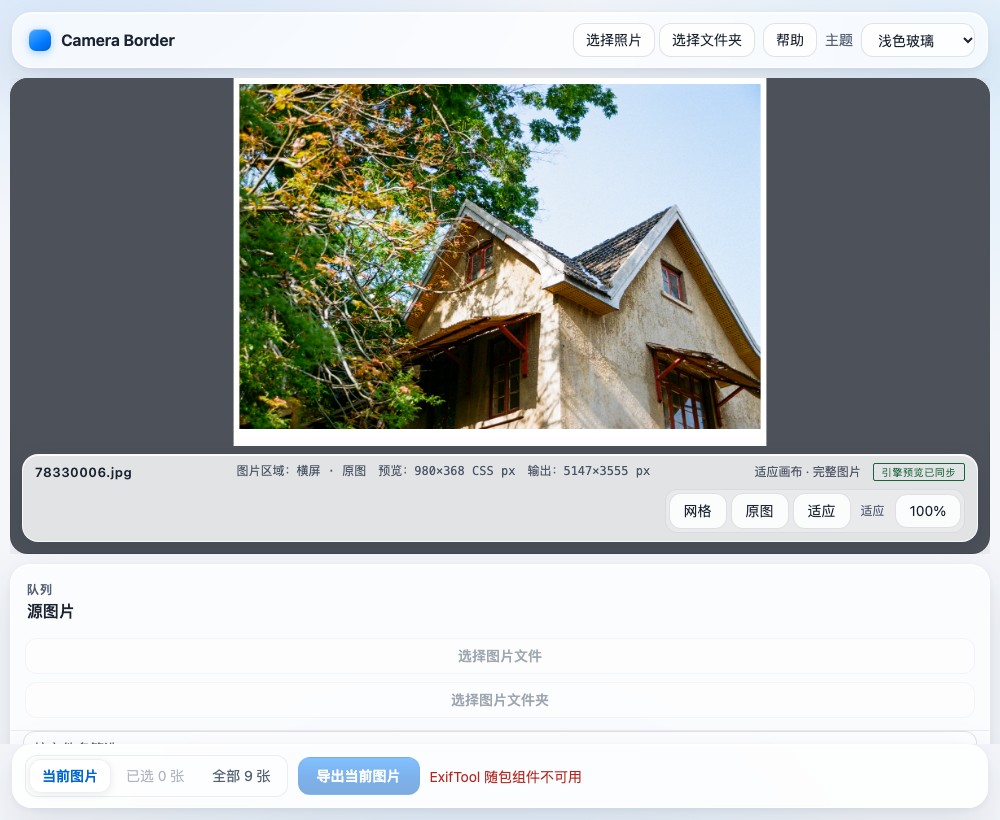 Camera Border
选择照片
选择文件夹
帮助
主题
浅色玻璃
78330006.jpg
图片区域：横屏 · 原图 预览：980×368 CSS px 输出：5147×3555 px
适应画布 · 完整图片
引擎预览已同步
网格
原图
适应
适应
100%
队列
源图片
选择图片文件
选择图片文件夹
当前图片
已选 0 张
全部 9 张
导出当前图片
ExifTool 随包组件不可用